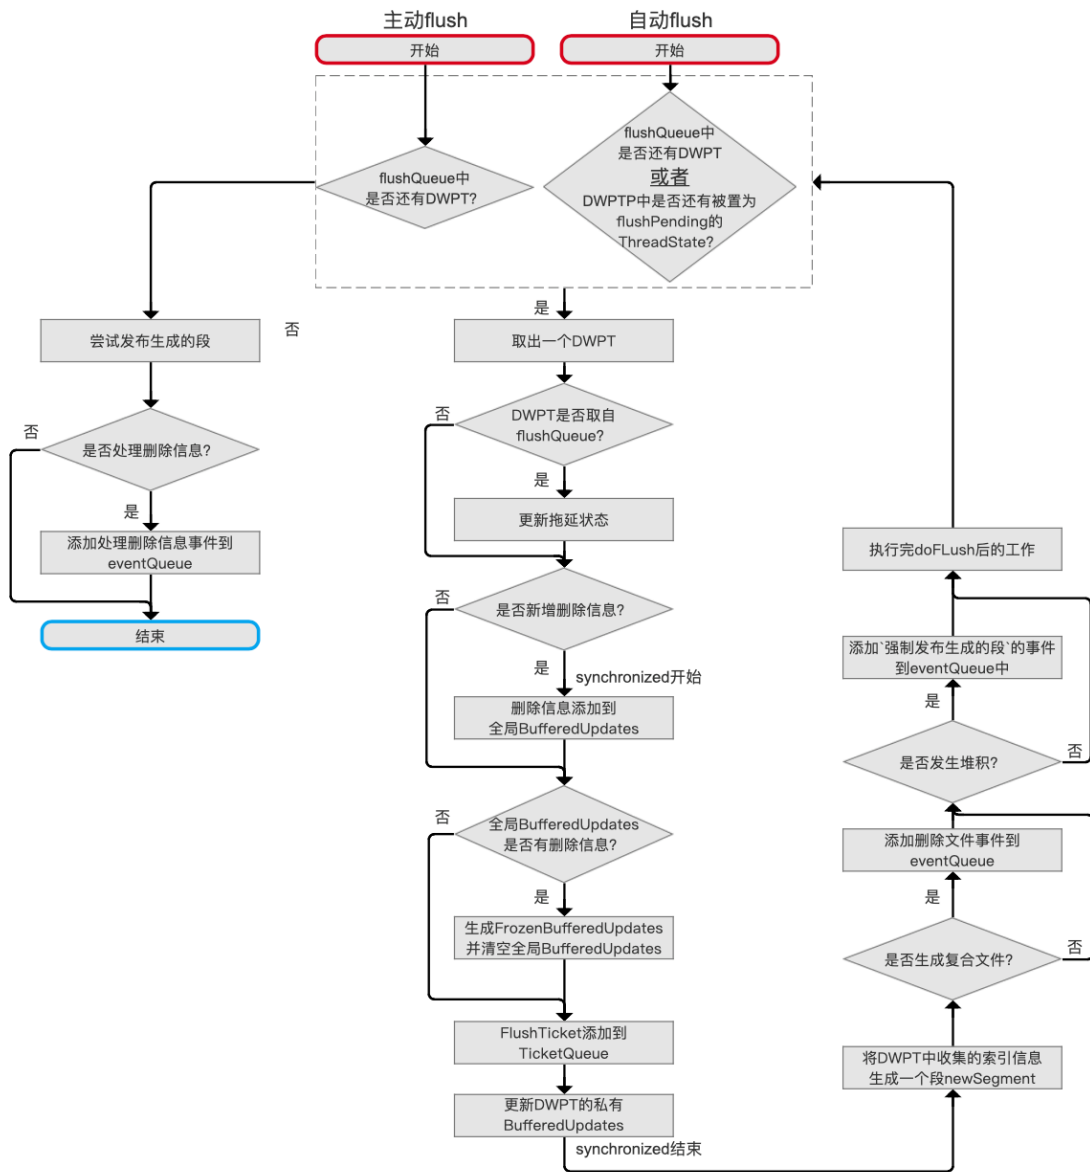 主动flush
自动flush
开始
开始
flushQueue中
是否还有DWPT?
flushQueue中
是否还有DWPT
或者
DWPTP中是否还有被置为
flushPending的
ThreadState?
否
尝试发布生成的段
是否处理删除信息?
否
是
添加处理删除信息事件到
eventQueue
结束
是
取出一个DWPT
DWPT是否取自
flushQueue?
否
是
更新拖延状态
是否新增删除信息?
否
是
synchronized开始
删除信息添加到
全局BufferedUpdates
全局BufferedUpdates
是否有删除信息?
否
是
生成FrozenBufferedUpdates
并清空全局BufferedUpdates
FlushTicket添加到
TicketQueue
更新DWPT的私有
BufferedUpdates
synchronized结束
执行完doFLush后的工作
添加`强制发布生成的段`的事件
到eventQueue中
是
是否发生堆积?
否
添加删除文件事件到
eventQueue
是
是否生成复合文件?
否
将DWPT中收集的索引信息
生成一个段newSegment